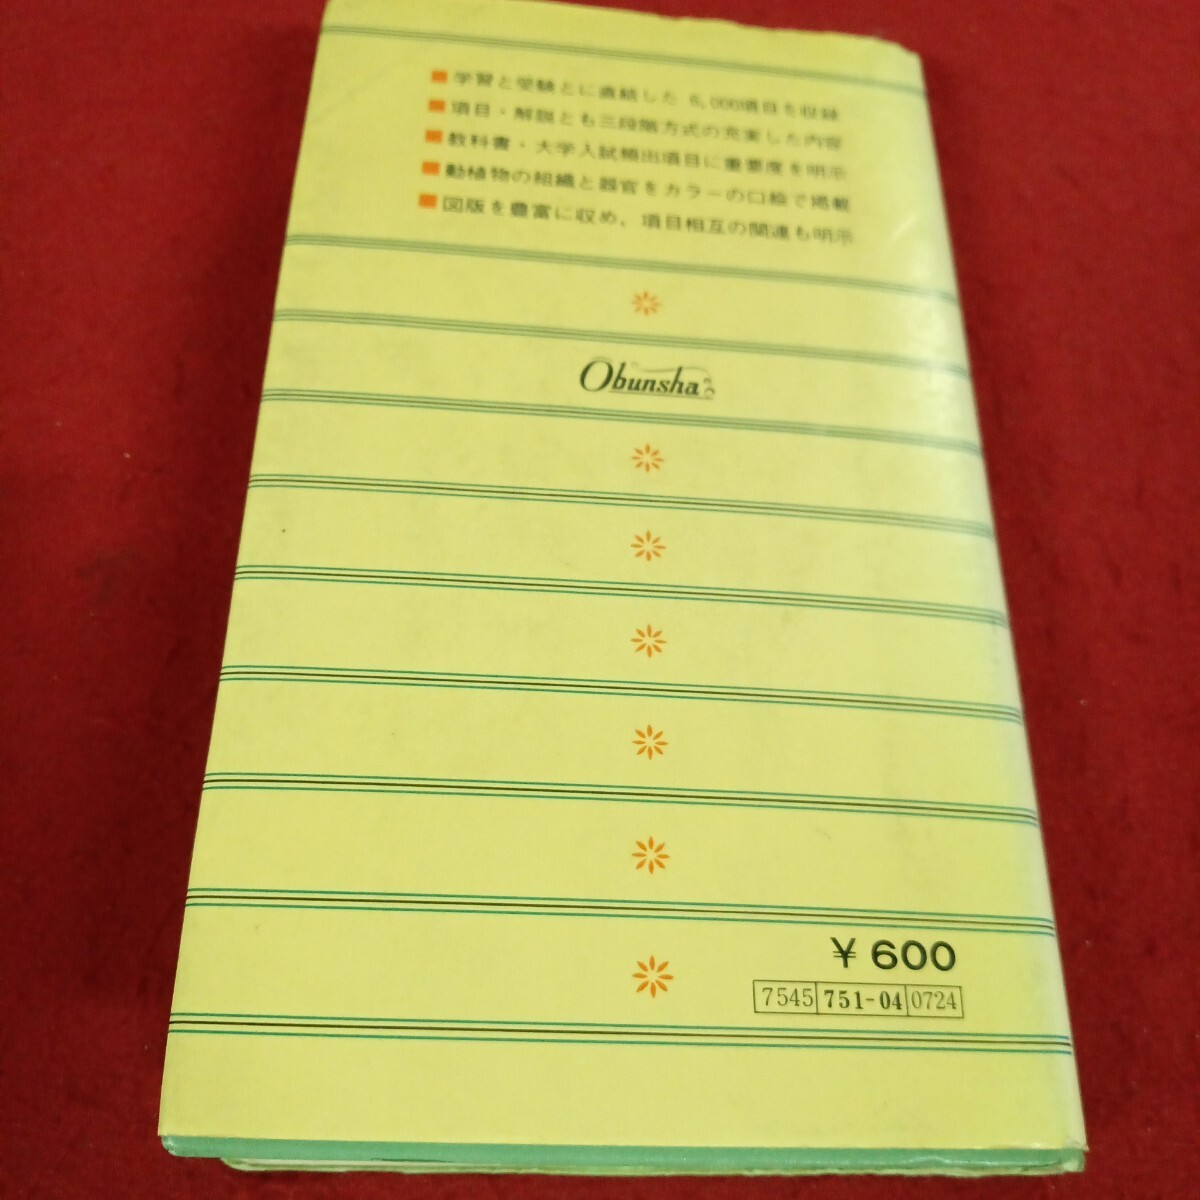 ■ 学習と受験とに直結した 6,000項目を収録
■ 項目・解説とも三段階方式の充実した内容
■ 教科書・大学入試頻出項目に重要度を明示
■ 動植物の組織と器官をカラーの口絵で掲載
■ 図版を豊富に収め、項目相互の関連も明示
Obunsha
¥600
7545 751-04 0724